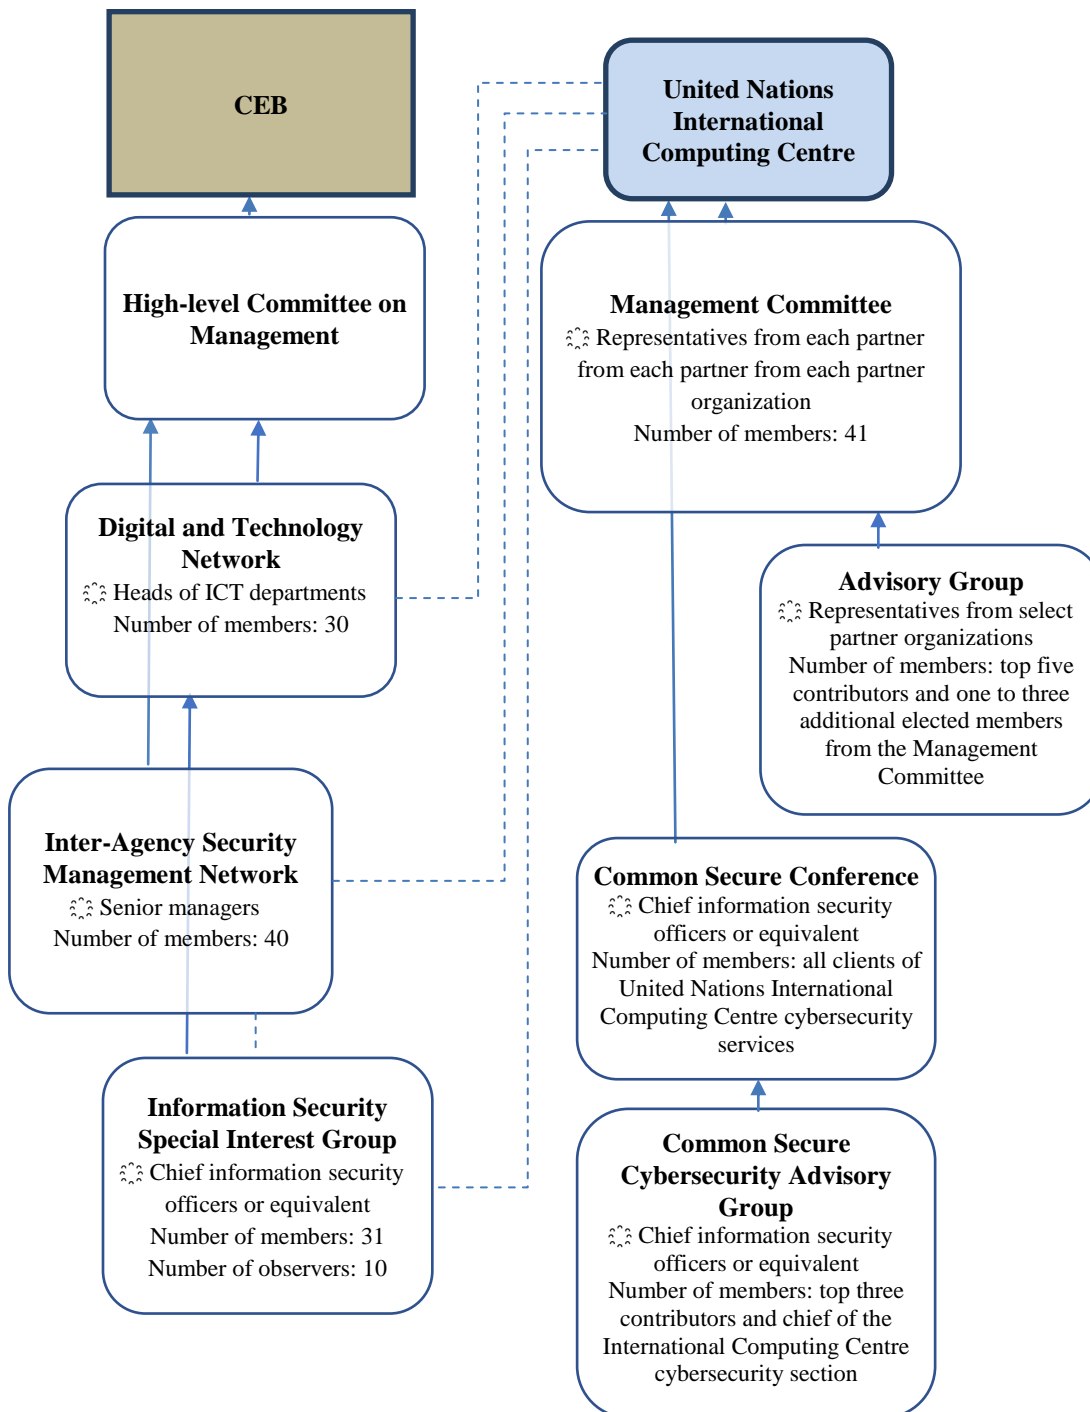 CEB
High-level Committee on
Management
Digital and Technology
Network
Heads of ICT departments
Number of members: 30
Inter-Agency Security
Management Network
Senior managers
Number of members: 40
Information Security
Special Interest Group
Chief information security
officers or equivalent
Number of members: 31
Number of observers: 10
United Nations
International
Computing Centre
Management Committee
Representatives from each partner
from each partner from each partner
organization
Number of members: 41
Advisory Group
Representatives from select
partner organizations
Number of members: top five
contributors and one to three
additional elected members
from the Management
Committee
Common Secure Conference
Chief information security
officers or equivalent
Number of members: all clients of
United Nations International
Computing Centre cybersecurity
services
Common Secure
Cybersecurity Advisory
Group
Chief information security
officers or equivalent
Number of members: top three
contributors and chief of the
International Computing Centre
cybersecurity section